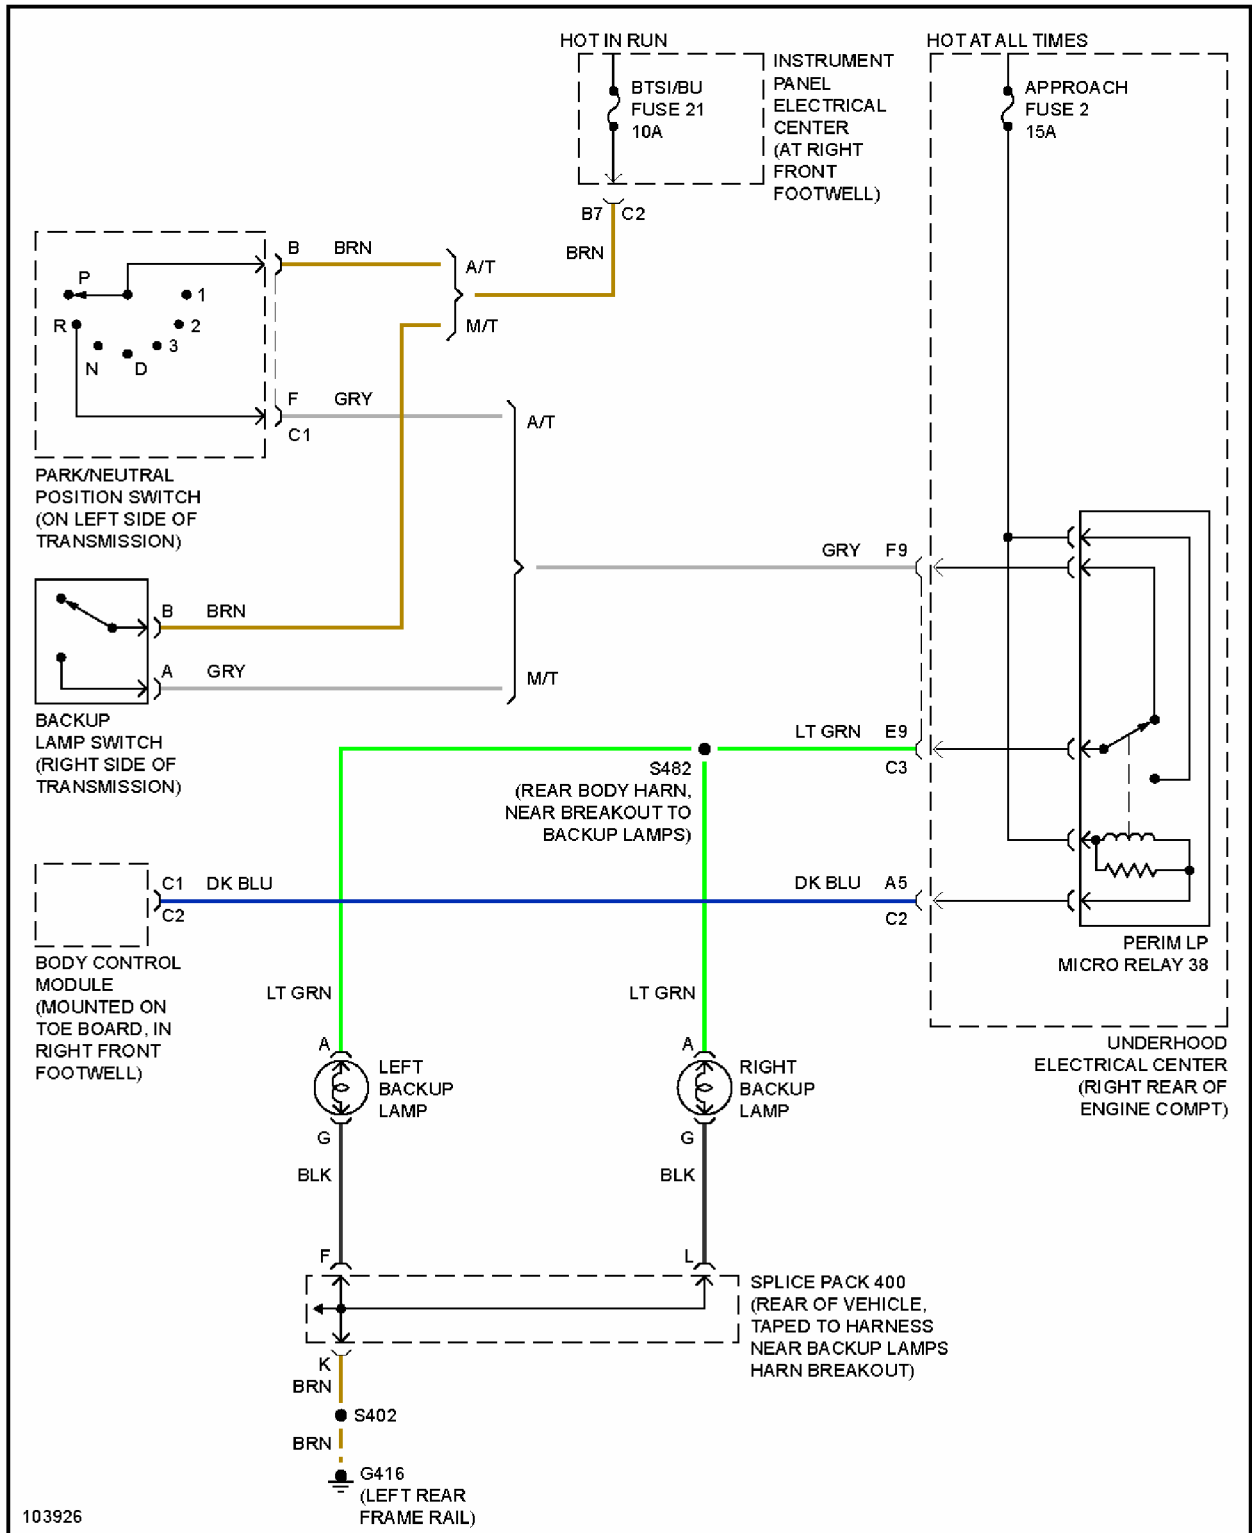 HOT IN RUN
HOT AT ALL TIMES
BTSI/BU
FUSE 21
10A
INSTRUMENT
PANEL
ELECTRICAL
CENTER
(AT RIGHT
FRONT
FOOTWELL)
APPROACH
FUSE 2
15A
B7 C2
BRN
B BRN
A/T
M/T
P
1
R
2
N
D
3
F GRY
C1
A/T
PARK/NEUTRAL
POSITION SWITCH
(ON LEFT SIDE OF
TRANSMISSION)
GRY F9
B BRN
A GRY
M/T
BACKUP
LAMP SWITCH
(RIGHT SIDE OF
TRANSMISSION)
LT GRN E9
C3
S482
(REAR BODY HARN,
NEAR BREAKOUT TO
BACKUP LAMPS)
C1 DK BLU
C2
DK BLU A5
C2
BODY CONTROL
MODULE
(MOUNTED ON
TOE BOARD, IN
RIGHT FRONT
FOOTWELL)
PERIM LP
MICRO RELAY 38
LT GRN
LT GRN
UNDERHOOD
ELECTRICAL CENTER
(RIGHT REAR OF
ENGINE COMPT)
A
LEFT
BACKUP
LAMP
A
RIGHT
BACKUP
LAMP
G
G
BLK
BLK
F
L
SPLICE PACK 400
(REAR OF VEHICLE,
TAPED TO HARNESS
NEAR BACKUP LAMPS
HARN BREAKOUT)
K
BRN
S402
BRN
G416
(LEFT REAR
FRAME RAIL)
103926